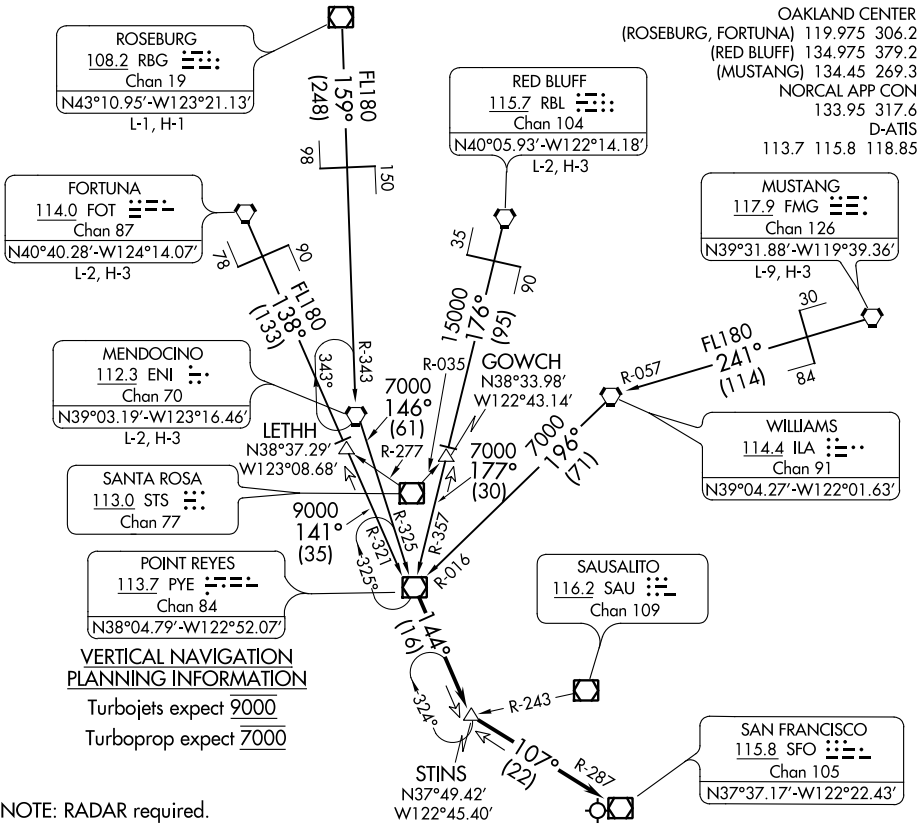 OAKLAND CENTER
(ROSEBURG, FORTUNA) 119.975 306.2
(RED BLUFF) 134.975 379.2
(MUSTANG) 134.45 269.3
NORCAL APP CON
133.95 317.6
D-ATIS
113.7 115.8 118.85
ROSEBURG
108.2 RBG
Chan 19
N43°10.95'-W123°21.13'
L-1, H-1
FL180
159°
(248)
98
150
RED BLUFF
115.7 RBL
Chan 104
N40°05.93'-W122°14.18'
L-2, H-3
FORTUNA
114.0 FOT
Chan 87
N40°40.28'-W124°14.07'
L-2, H-3
78
90
FL180
138°
(133)
35
90
15000
176°
(95)
MUSTANG
117.9 FMG
Chan 126
N39°31.88'-W119°39.36'
L-9, H-3
30
84
FL180
241°
(114)
R-057
MENDOCINO
112.3 ENI
Chan 70
N39°03.19'-W123°16.46'
L-2, H-3
343°
R-343
7000
146°
(61)
R-035
GOWCH
N38°33.98'
W122°43.14'
LETHH
N38°37.29'
W123°08.68'
R-277
7000
177°
(30)
7000
196°
(71)
WILLIAMS
114.4 ILA
Chan 91
N39°04.27'-W122°01.63'
SANTA ROSA
113.0 STS
Chan 77
9000
141°
(35)
R-321
R-325
R-357
R-016
325°
POINT REYES
113.7 PYE
Chan 84
N38°04.79'-W122°52.07'
SAUSALITO
116.2 SAU
Chan 109
144°
(16)
VERTICAL NAVIGATION
PLANNING INFORMATION
Turbojets expect 9000
Turboprop expect 7000
324°
R-243
STINS
N37°49.42'
W122°45.40'
107°
(22)
R-287
SAN FRANCISCO
115.8 SFO
Chan 105
N37°37.17'-W122°22.43'
NOTE: RADAR required.